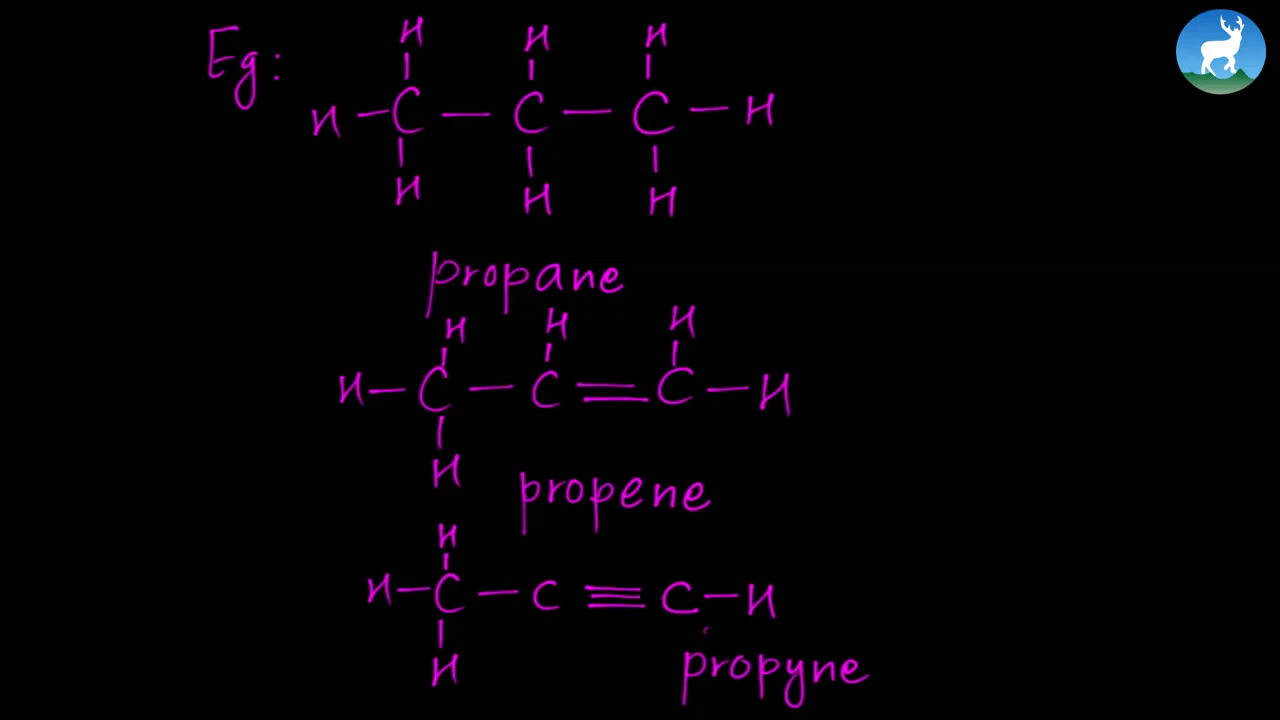 Eg:
H H H
H — C — C — C — H
H H H
propane
H H H
H — C — C = C — H
H
propene
H
H — C — C ≡ C — H
H
propyne